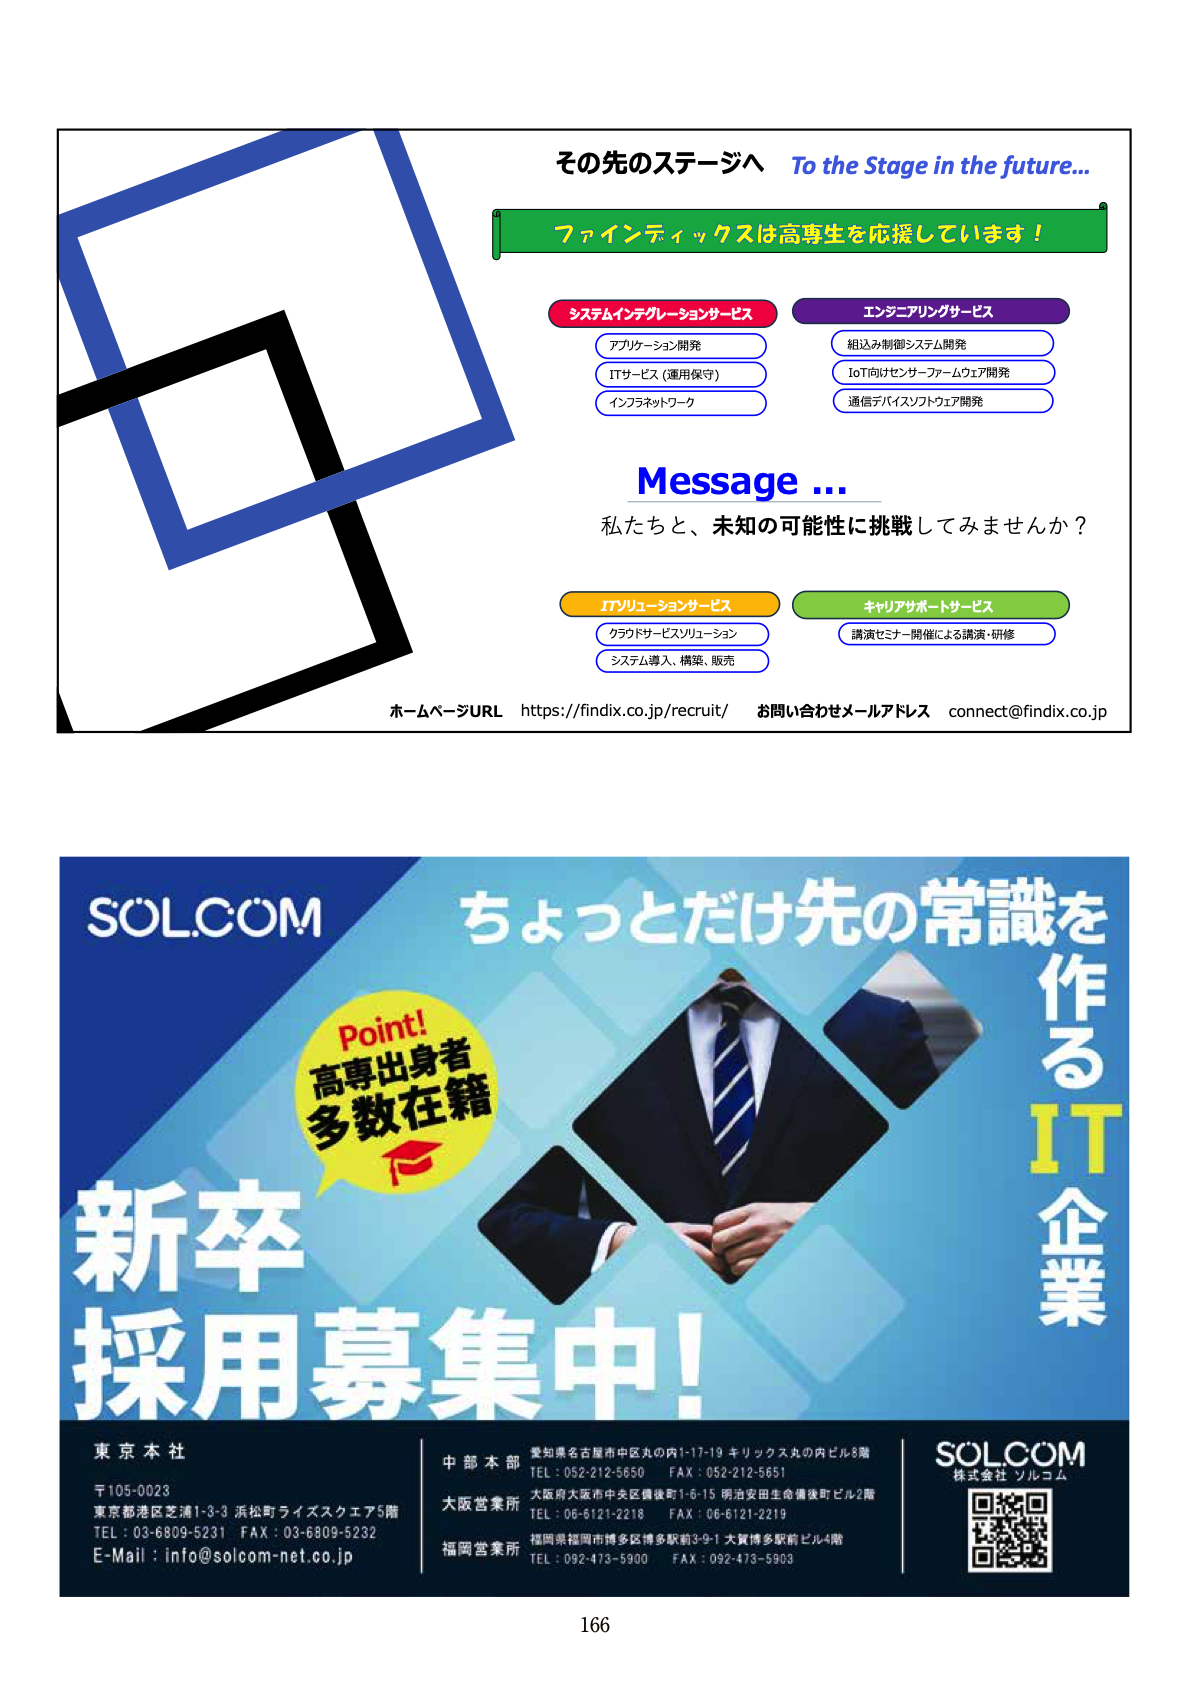 その先のステージへ To the Stage in the future...
ファインディックスは高専生を応援しています！
システムインテグレーションサービス
アプリケーション開発
ITサービス (運用保守)
インフラネットワーク
エンジニアリングサービス
組込み制御システム開発
IoT向けセンサーファームウェア開発
通信デバイスソフトウェア開発
Message ...
私たちと、未知の可能性に挑戦してみませんか？
ITソリューションサービス
クラウドサービスソリューション
システム導入、構築、販売
キャリアサポートサービス
講演セミナー開催による講演・研修
ホームページURL https://findix.co.jp/recruit/ お問い合わせメールアドレス connect@findix.co.jp
SOL.COM
ちょっとだけ先の常識を
作るIT企業
Point!
高専出身者
多数在籍
新卒
採用募集中!
東京本社
〒105-0023
東京都港区芝浦1-3-3 浜松町ライズスクエア5階
TEL：03-6809-5231 FAX：03-6809-5232
E-Mail：info@solcom-net.co.jp
中部本部 愛知県名古屋市中区丸の内1-17-19 キリックス丸の内ビル8階
TEL：052-212-5650 FAX：052-212-5651
大阪営業所 大阪府大阪市中央区備後町1-6-15 明治安田生命備後町ビル2階
TEL：06-6121-2218 FAX：06-6121-2219
福岡営業所 福岡県福岡市博多区博多駅前3-9-1 大賀博多駅前ビル4階
TEL：092-473-5900 FAX：092-473-5903
SOL.COM
株式会社 ソルコム
166